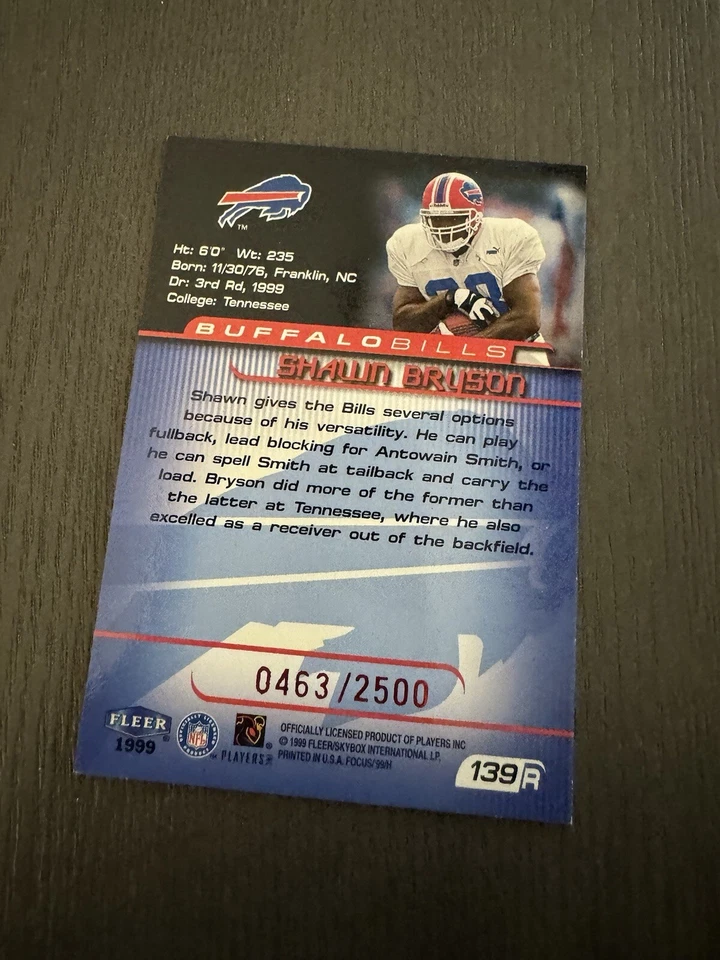 TM
Ht: 6'0" Wt: 235
Born: 11/30/76, Franklin, NC
Dr: 3rd Rd, 1999
College: Tennessee
BUFFALO BILLS
SHAWN BRYSON
Shawn gives the Bills several options
because of his versatility. He can play
fullback, lead blocking for Antowain Smith, or
he can spell Smith at tailback and carry the
load. Bryson did more of the former than
the latter at Tennessee, where he also
excelled as a receiver out of the backfield.
0463/2500
FLEER
1999
NFL
PLAYERS
OFFICIALLY LICENSED PRODUCT OF PLAYERS INC
© 1999 FLEER/SKYBOX INTERNATIONAL LP.
PRINTED IN U.S.A. FOCUS/'99/H
139 R